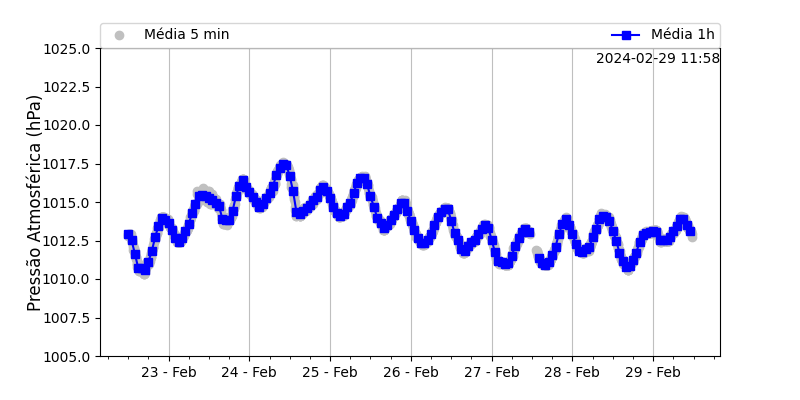 Média 5 min
Média 1h
2024-02-29 11:58
Pressão Atmosférica (hPa)
1025.0
1022.5
1020.0
1017.5
1015.0
1012.5
1010.0
1007.5
1005.0
23 - Feb
24 - Feb
25 - Feb
26 - Feb
27 - Feb
28 - Feb
29 - Feb